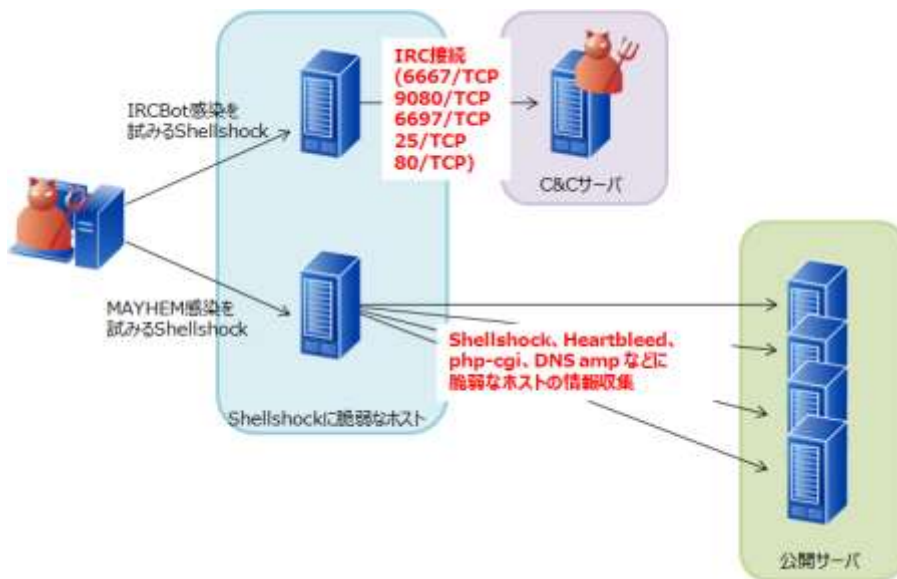 IRC接続
(6667/TCP
9080/TCP
6697/TCP
25/TCP
80/TCP)
IRCBot感染を
試みるShellshock
C&Cサーバ
MAYHEM感染を
試みるShellshock
Shellshock、Heartbleed、
php-cgi、DNS amp などに
脆弱なホストの情報収集
Shellshockに脆弱なホスト
公開サーバ